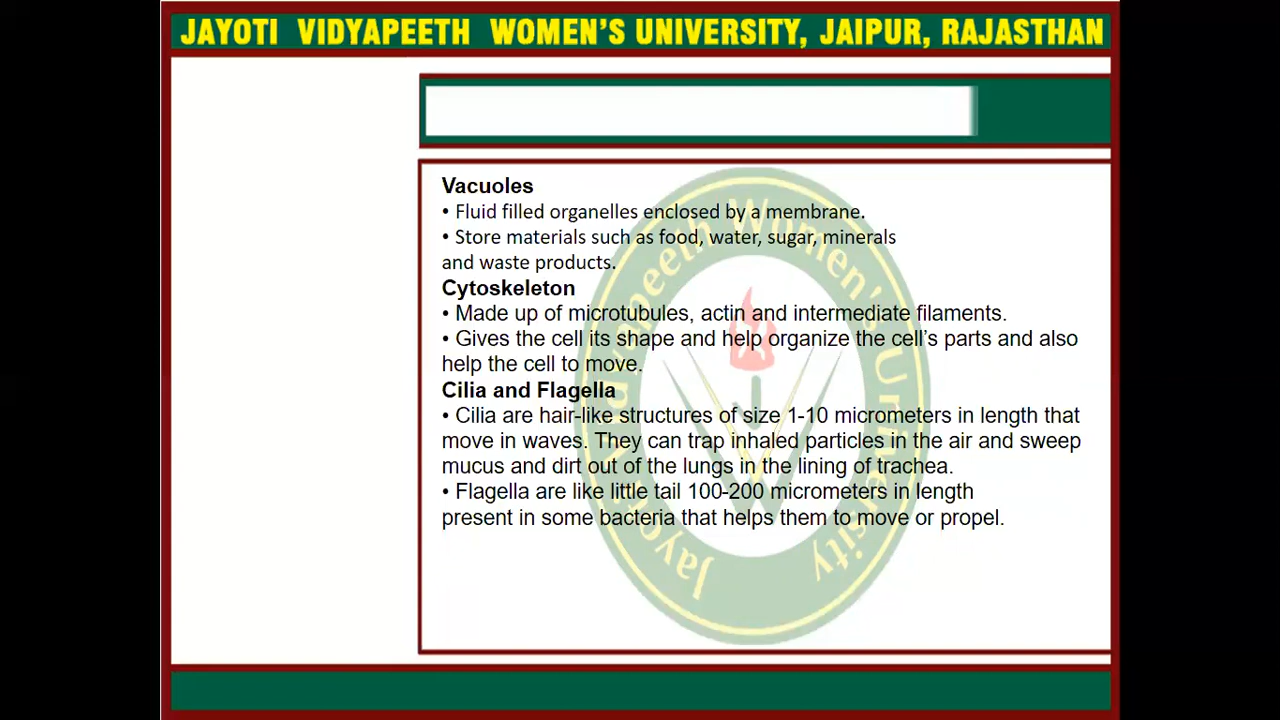 JAYOTI VIDYAPEETH WOMEN'S UNIVERSITY, JAIPUR, RAJASTHAN
Vacuoles
• Fluid filled organelles enclosed by a membrane.
• Store materials such as food, water, sugar, minerals
and waste products.
Cytoskeleton
• Made up of microtubules, actin and intermediate filaments.
• Gives the cell its shape and help organize the cell's parts and also
help the cell to move.
Cilia and Flagella
• Cilia are hair-like structures of size 1-10 micrometers in length that
move in waves. They can trap inhaled particles in the air and sweep
mucus and dirt out of the lungs in the lining of trachea.
• Flagella are like little tail 100-200 micrometers in length
present in some bacteria that helps them to move or propel.
Jayoti Vidyapeeth Women's University